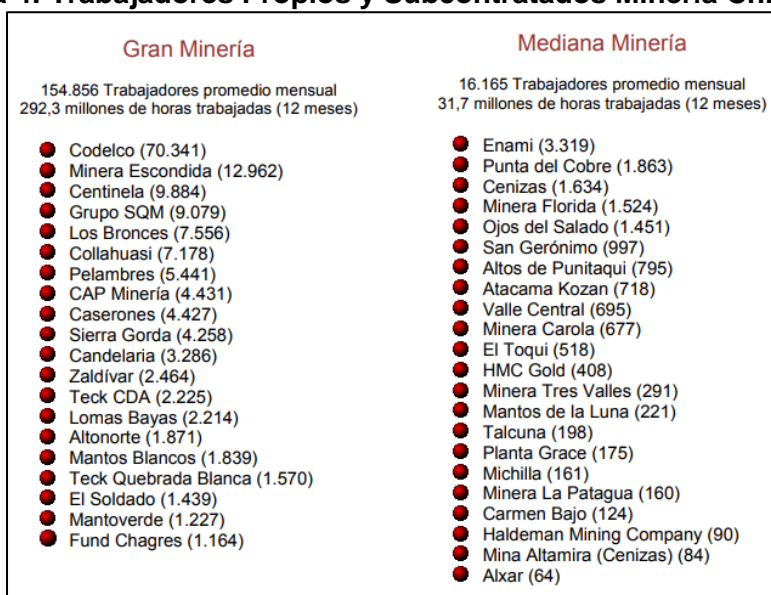 Trabajadores Propios y Subcontratados Minería
Gran Minería
154.856 Trabajadores promedio mensual
292,3 millones de horas trabajadas (12 meses)
Codelco (70.341)
Minera Escondida (12.962)
Centinela (9.884)
Grupo SQM (9.079)
Los Bronces (7.556)
Collahuasi (7.178)
Pelambres (5.441)
CAP Minería (4.431)
Caserones (4.427)
Sierra Gorda (4.258)
Candelaria (3.286)
Zaldívar (2.464)
Teck CDA (2.225)
Lomas Bayas (2.214)
Altonorte (1.871)
Mantos Blancos (1.839)
Teck Quebrada Blanca (1.570)
El Soldado (1.439)
Mantoverde (1.227)
Fund Chagres (1.164)
Mediana Minería
16.165 Trabajadores promedio mensual
31,7 millones de horas trabajadas (12 meses)
Enami (3.319)
Punta del Cobre (1.863)
Cenizas (1.634)
Minera Florida (1.524)
Ojos del Salado (1.451)
San Gerónimo (997)
Altos de Punitaqui (795)
Atacama Kozan (718)
Valle Central (695)
Minera Carola (677)
El Toqui (518)
HMC Gold (408)
Minera Tres Valles (291)
Mantos de la Luna (221)
Talcuna (198)
Planta Grace (175)
Michilla (161)
Minera La Patagua (160)
Carmen Bajo (124)
Haldeman Mining Company (90)
Mina Altamira (Cenizas) (84)
Alxar (64)